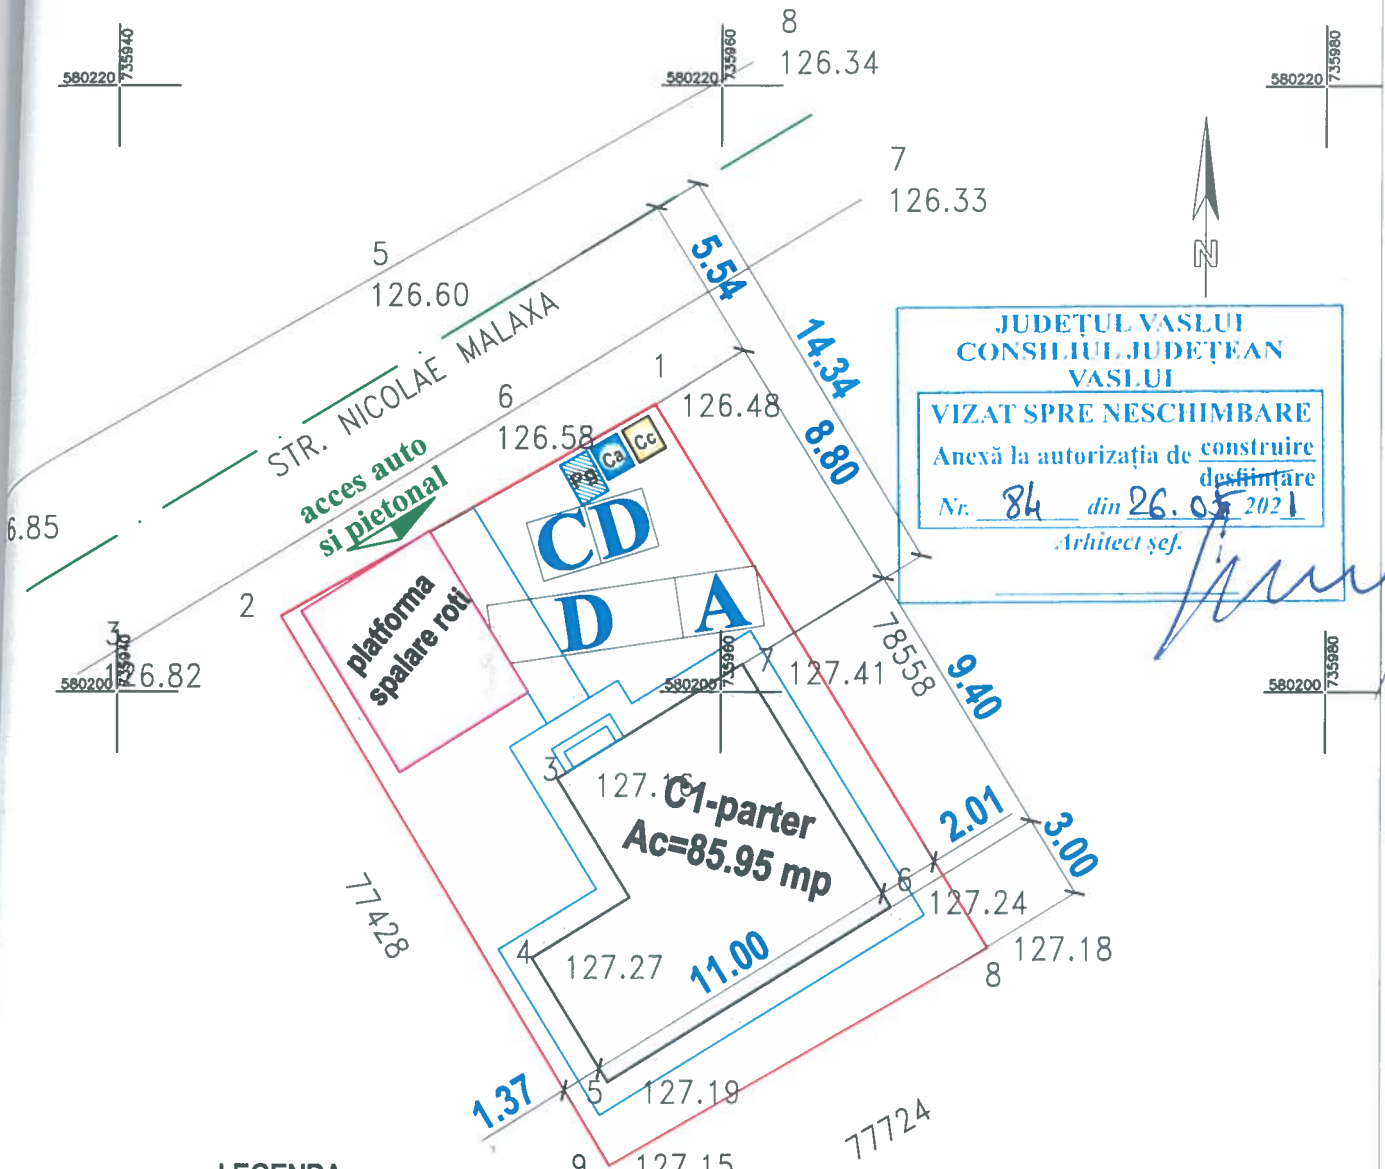 8
126.34
580220
735940
580220
735960
580220
735980
7
126.33
5
126.60
STR. NICOLAE MALAXA
5.54
14.34
N
JUDEȚUL VASLUI
CONSILIUL JUDEȚEAN
VASLUI
VIZAT SPRE NESCHIMBARE
Anexă la autorizația de construire
desființare
Nr. 84 din 26.05 2021
Arhitect șef.
6
126.58
1
126.48
8.80
acces auto
si pietonal
Pg
Ca
Cc
CD
D
A
6.85
2
platforma
spalare roti
3
126.82
580200
735940
580200
735960
580200
735980
7
127.41
78558
9.40
3
127.16
C1-parter
Ac=85.95 mp
2.01
3.00
6
127.24
77428
4
127.27
11.00
8
127.18
1.37
5
127.19
77724
9
127.15
LEGENDA